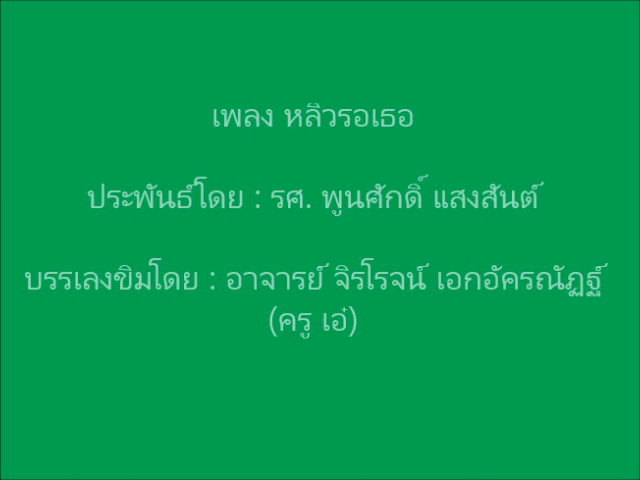 เพลง หลิวรอเธอ
ประพันธ์โดย : รศ. พูนศักดิ์ แสงสันต์
บรรเลงขิมโดย : อาจารย์ จิรโรจน์ เอกอัครณัฏฐ์
(ครู เอ๋)